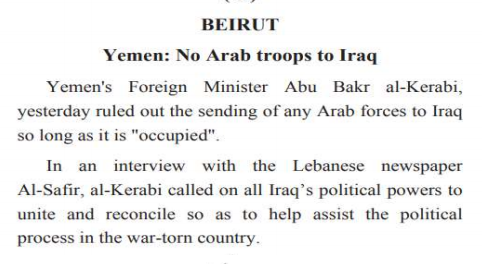 BEIRUT
Yemen: No Arab troops to Iraq
Yemen's Foreign Minister Abu Bakr al-Kerabi,
yesterday ruled out the sending of any Arab forces to Iraq
so long as it is "occupied".
In an interview with the Lebanese newspaper
Al-Safir, al-Kerabi called on all Iraq’s political powers to
unite and reconcile so as to help assist the political
process in the war-torn country.